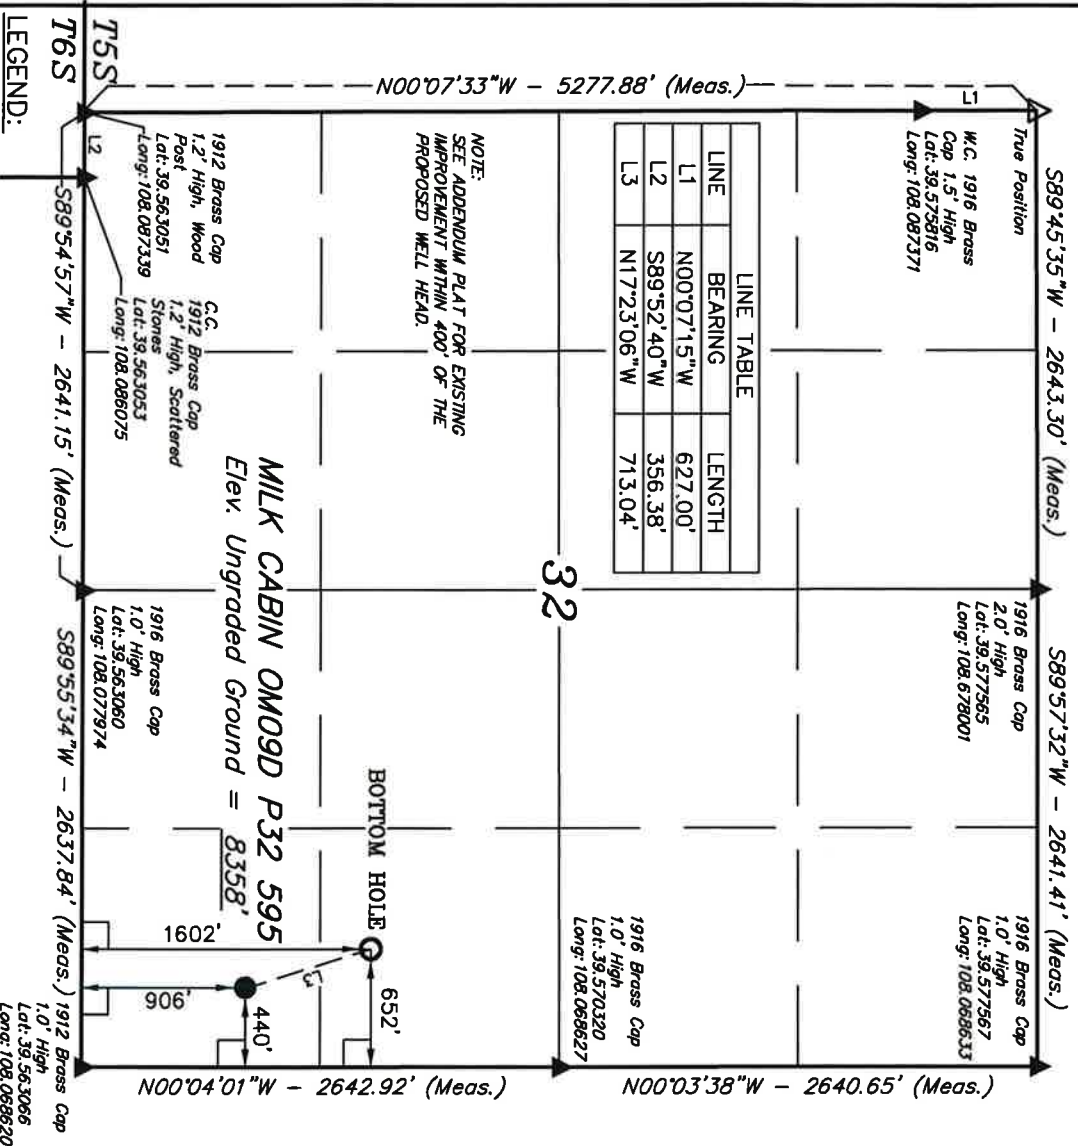 S89°45'35"W - 2643.30' (Meas.)
S89°57'32"W - 2641.41' (Meas.)
True Position
L1
W.C. 1916 Brass
Cap 1.5' High
Lat: 39.575816
Long: 108.087371
1916 Brass Cap
2.0' High
Lat: 39.577565
Long: 108.678001
1916 Brass Cap
1.0' High
Lat: 39.577567
Long: 108.068633
N00°07'33"W - 5277.88' (Meas.)
N00°03'38"W - 2640.65' (Meas.)
LINE TABLE
LINE BEARING LENGTH
L1 N00°07'15"W 627.00'
L2 S89°52'40"W 356.38'
L3 N17°23'06"W 713.04'
32
1916 Brass Cap
1.0' High
Lat: 39.570320
Long: 108.068627
NOTE:
SEE ADDENDUM PLAT FOR EXISTING
IMPROVEMENT WITHIN 400' OF THE
PROPOSED WELL HEAD.
BOTTOM HOLE
652'
1602'
L3
440'
906'
MILK CABIN OM09D P32 595
Elev. Ungraded Ground = 8358'
N00°04'01"W - 2642.92' (Meas.)
1912 Brass Cap
1.2' High, Wood
Post
Lat: 39.563051
Long: 108.087339
C.C.
1912 Brass Cap
1.2' High, Scattered
Stones
Lat: 39.563053
Long: 108.086075
1916 Brass Cap
1.0' High
Lat: 39.563060
Long: 108.077974
T5S
T6S
L2
S89°54'57"W - 2641.15' (Meas.)
S89°55'34"W - 2637.84' (Meas.)
1912 Brass Cap
1.0' High
Lat: 39.563066
Long: 108.068620
LEGEND: